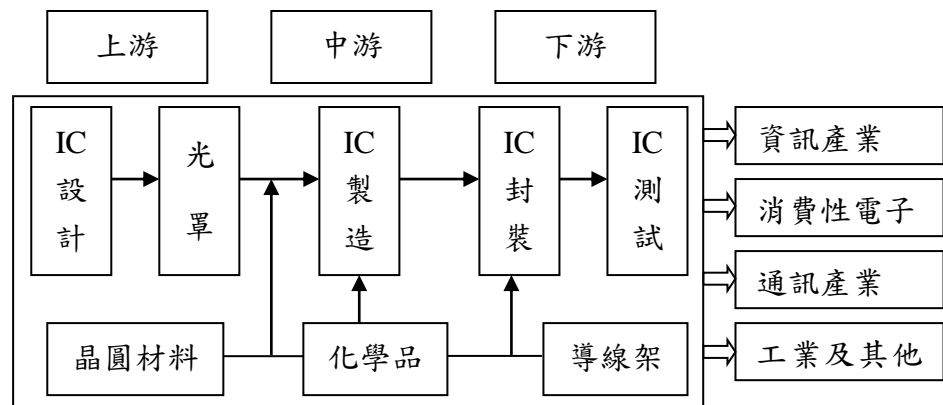 上游
中游
下游
IC
設
計
光
罩
IC
製
造
IC
封
裝
IC
測
試
晶圓材料
化學品
導線架
資訊產業
消費性電子
通訊產業
工業及其他